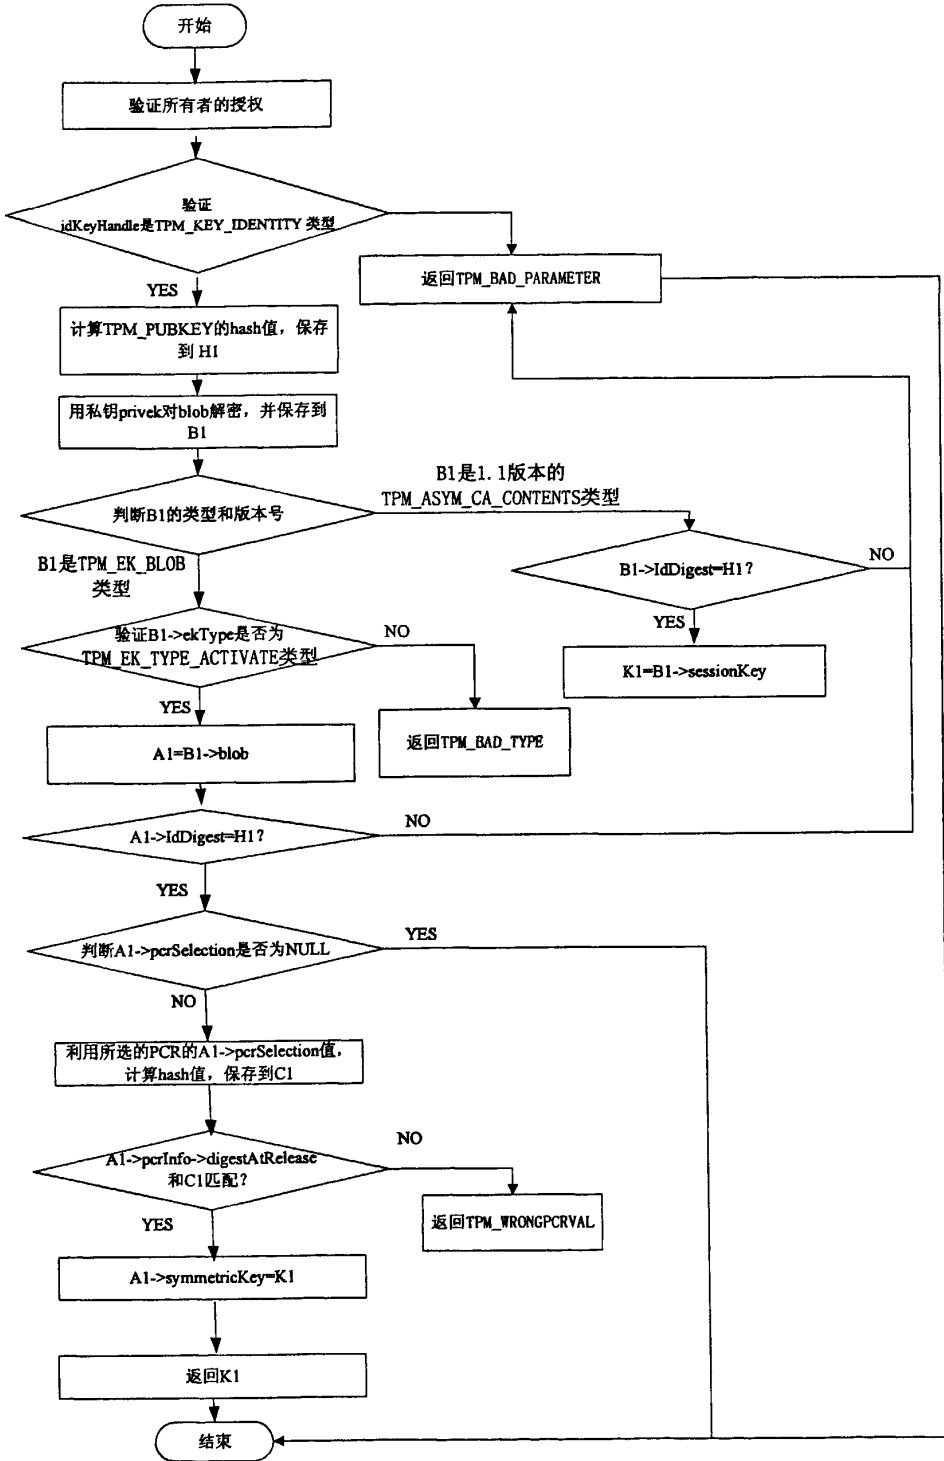 开始
验证所有者的授权
验证
idKeyHandle是TPM_KEY_IDENTITY 类型
返回TPM_BAD_PARAMETER
YES
计算TPM_PUBKEY的hash值，保存
到 H1
用私钥privek对blob解密，并保存到
B1
B1是1.1版本的
TPM_ASYM_CA_CONTENTS类型
判断B1的类型和版本号
B1是TPM_EK_BLOB
类型
B1->IdDigest=H1？
NO
YES
验证B1->ekType是否为
TPM_EK_TYPE_ACTIVATE类型
NO
K1=B1->sessionKey
YES
返回TPM_BAD_TYPE
A1=B1->blob
A1->IdDigest=H1？
NO
YES
判断A1->pcrSelection是否为NULL
YES
NO
利用所选的PCR的A1->pcrSelection值，
计算hash值，保存到C1
A1->pcrInfo->digestAtRelease
和C1匹配？
NO
返回TPM_WRONGPCRVAL
YES
A1->symmetricKey=K1
返回K1
结束